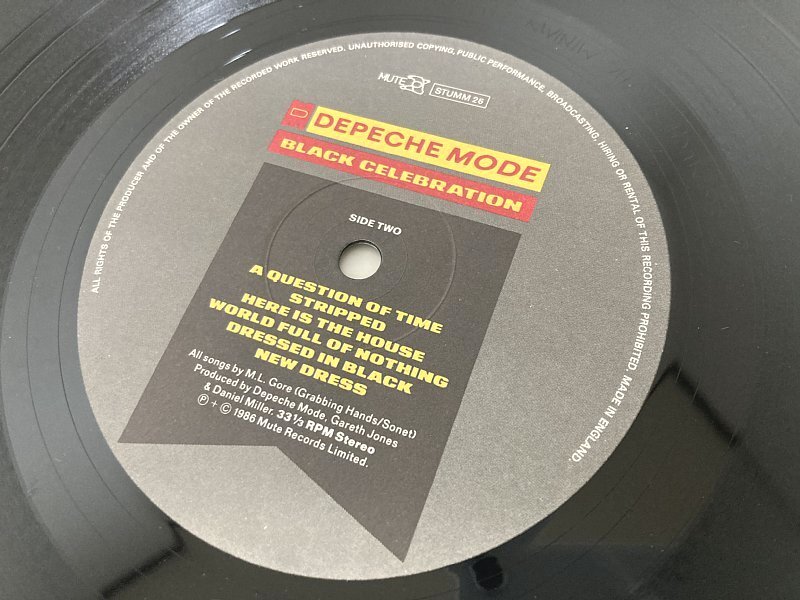 ALL RIGHTS OF THE PRODUCER AND OF THE OWNER OF THE RECORDED WORK RESERVED. UNAUTHORISED COPYING, PUBLIC PERFORMANCE, BROADCASTING, HIRING OR RENTAL OF THIS RECORDING PROHIBITED. MADE IN ENGLAND.
MUTE
STUMM 26
D
DEPECHE MODE
BLACK CELEBRATION
SIDE TWO
A QUESTION OF TIME
STRIPPED
HERE IS THE HOUSE
WORLD FULL OF NOTHING
DRESSED IN BLACK
NEW DRESS
All songs by M.L. Gore (Grabbing Hands/Sonet)
Produced by Depeche Mode, Gareth Jones
& Daniel Miller. 33⅓ RPM Stereo
℗ + © 1986 Mute Records Limited.